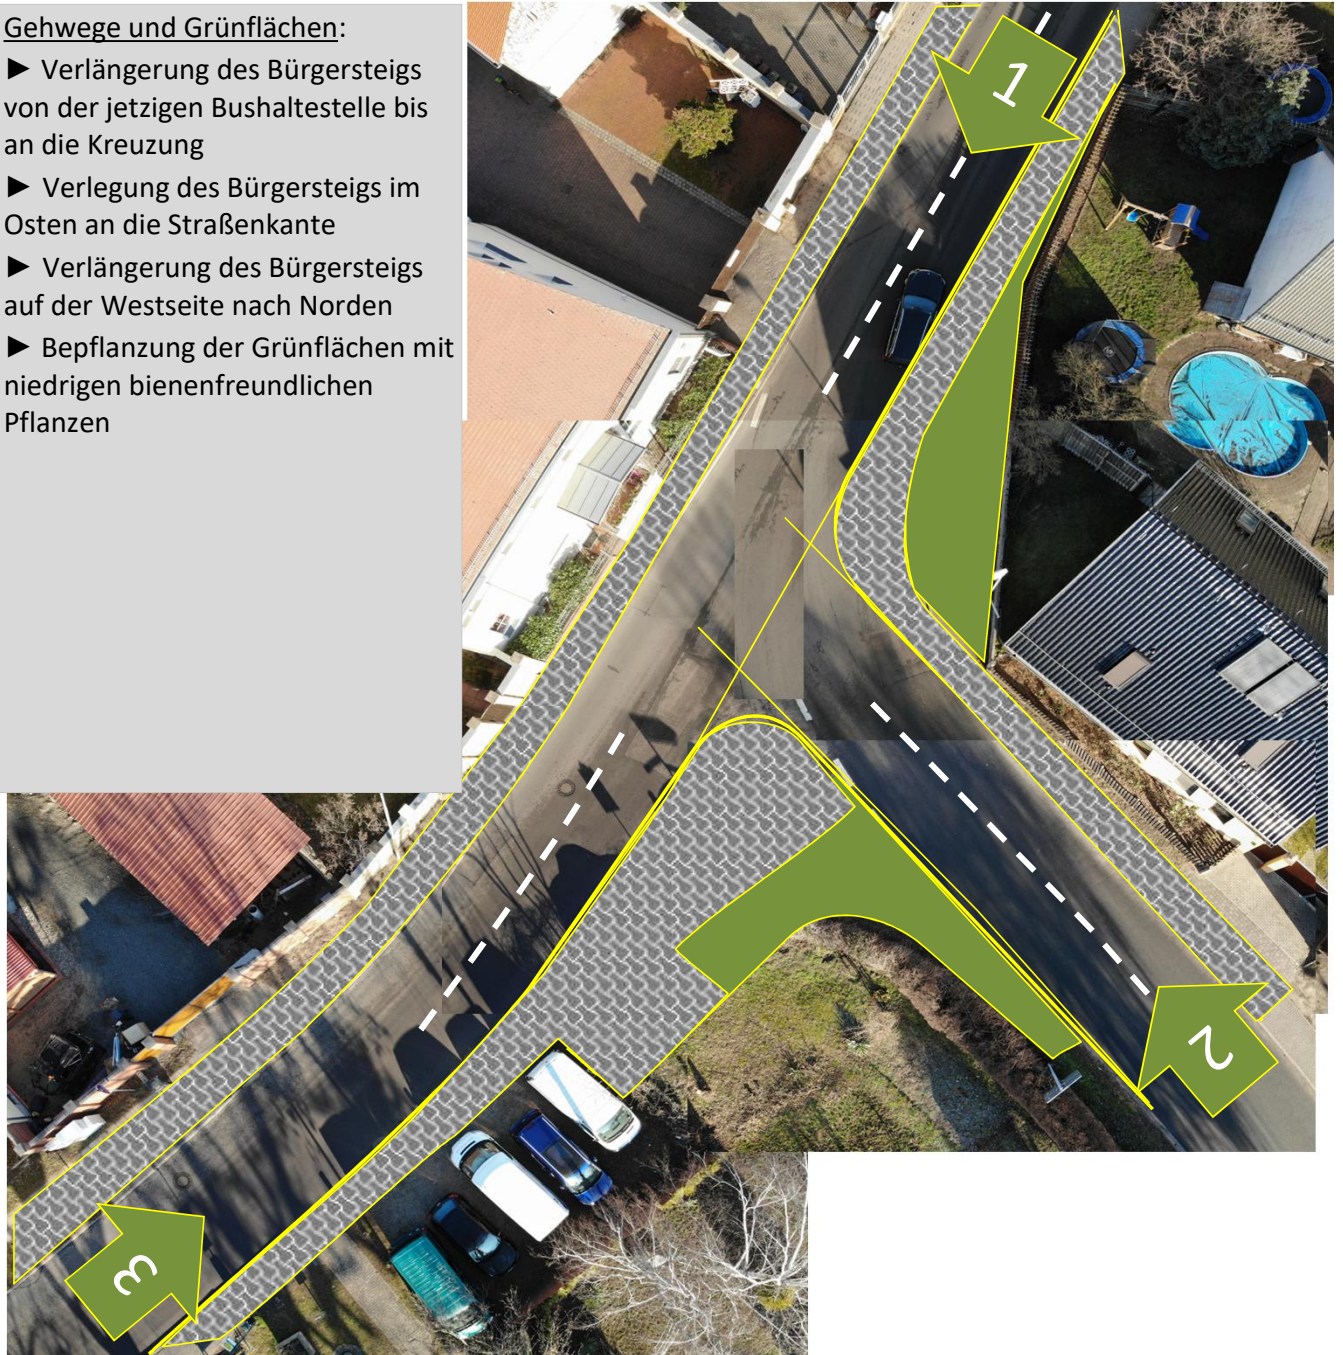 Gehwege und Grünflächen:
► Verlängerung des Bürgersteigs
von der jetzigen Bushaltestelle bis
an die Kreuzung
► Verlegung des Bürgersteigs im
Osten an die Straßenkante
► Verlängerung des Bürgersteigs
auf der Westseite nach Norden
► Bepflanzung der Grünflächen mit
niedrigen bienenfreundlichen
Pflanzen
1
2
3